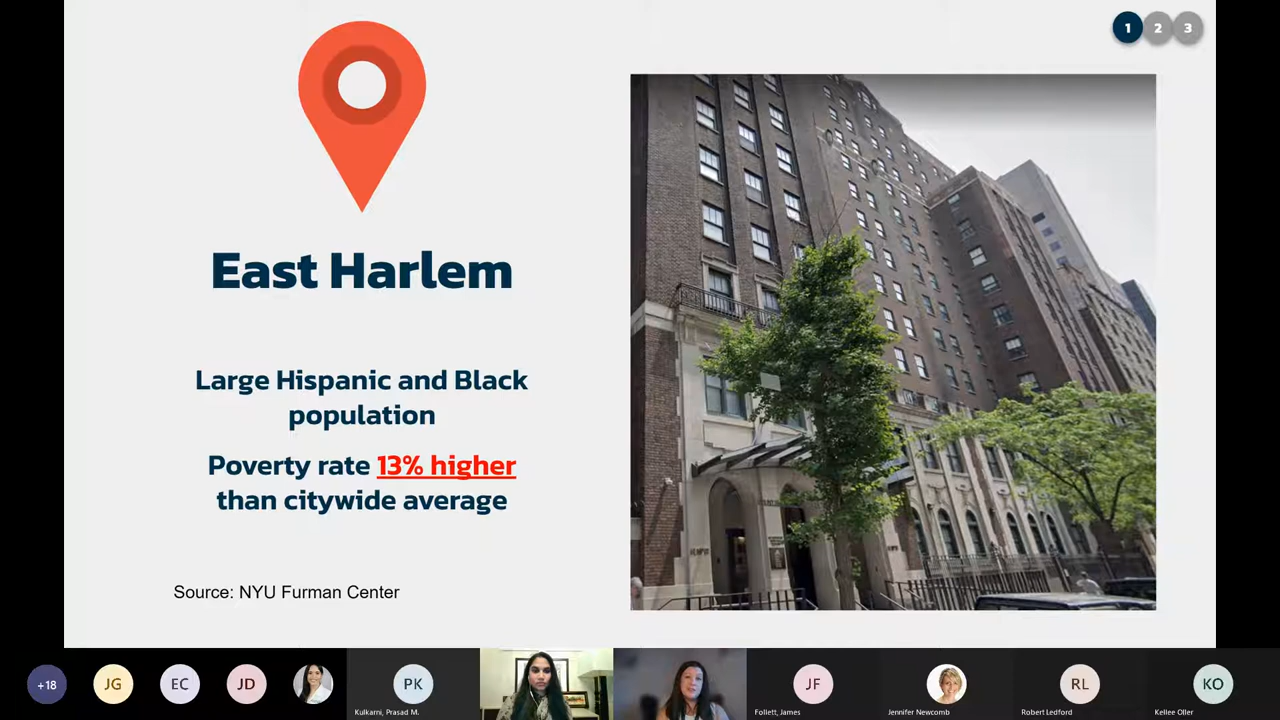 1 2 3
East Harlem
Large Hispanic and Black
population
Poverty rate 13% higher
than citywide average
Source: NYU Furman Center
+18
JG
EC
JD
PK
Kulkarni, Prasad M.
JF
Follett, James
Jennifer Newcomb
RL
Robert Ledford
KO
Kellee Oller